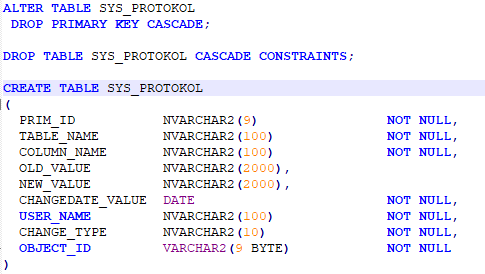 ALTER TABLE SYS_PROTOKOL
DROP PRIMARY KEY CASCADE;
DROP TABLE SYS_PROTOKOL CASCADE CONSTRAINTS;
CREATE TABLE SYS_PROTOKOL
(
PRIM_ID NVARCHAR2(9) NOT NULL,
TABLE_NAME NVARCHAR2(100) NOT NULL,
COLUMN_NAME NVARCHAR2(100) NOT NULL,
OLD_VALUE NVARCHAR2(2000),
NEW_VALUE NVARCHAR2(2000),
CHANGEDATE_VALUE DATE NOT NULL,
USER_NAME NVARCHAR2(100) NOT NULL,
CHANGE_TYPE NVARCHAR2(10) NOT NULL,
OBJECT_ID VARCHAR2(9 BYTE) NOT NULL
)